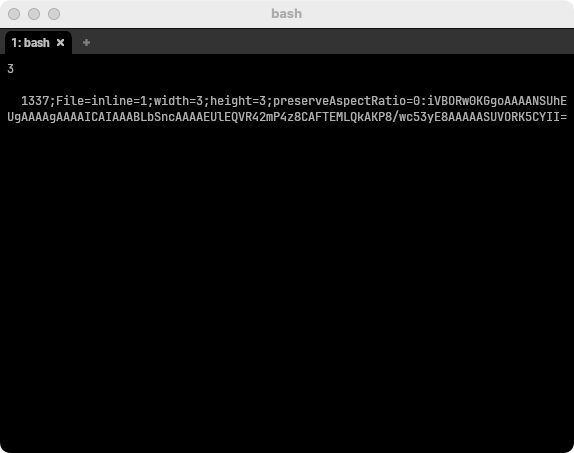 bash
1: bash × +
3
1337;File=inline=1;width=3;height=3;preserveAspectRatio=0:iVBORw0KGgoAAAANSUhE
UgAAAAgAAAAICAIAAABLbSncAAAAEUlEQVR42mP4z8CAFTEMLQkAKP8/wc53yE8AAAAASUVORK5CYII=